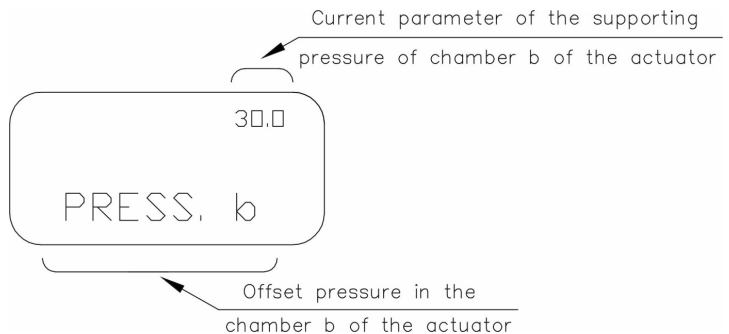 Current parameter of the supporting
pressure of chamber b of the actuator
30.0
PRESS. b
Offset pressure in the
chamber b of the actuator